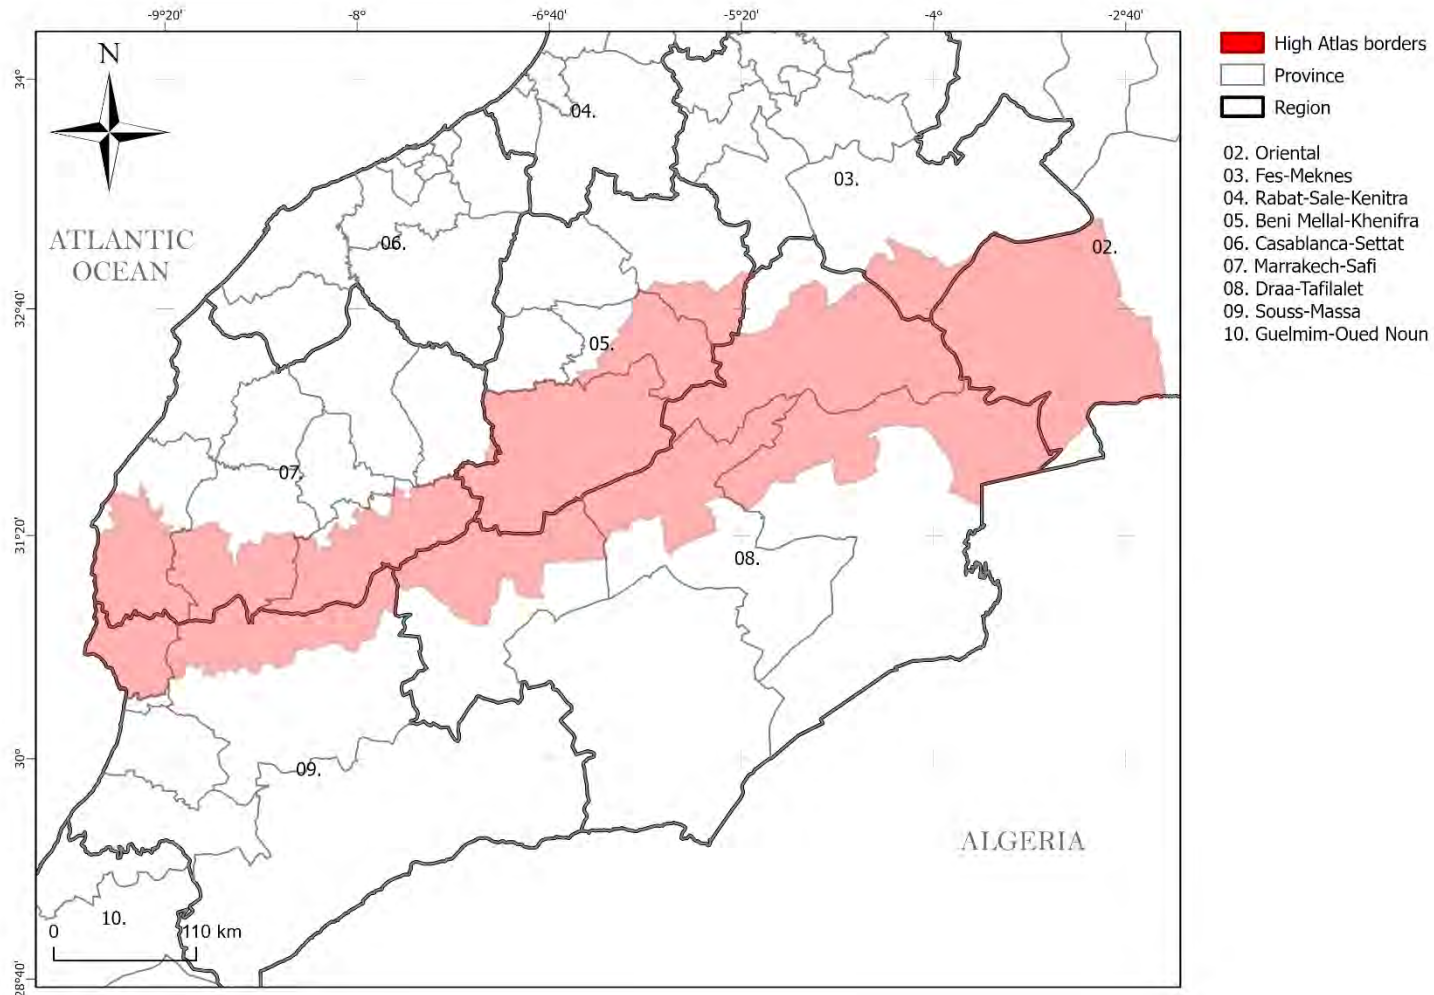 -9°20'
-8°
-6°40'
-5°20'
-4°
-2°40'
34°
32°40'
31°20'
30°
28°40'
N
ATLANTIC
OCEAN
ALGERIA
02.
03.
04.
05.
06.
07.
08.
09.
10.
0
110 km
High Atlas borders
Province
Region
02. Oriental
03. Fes-Meknes
04. Rabat-Sale-Kenitra
05. Beni Mellal-Khenifra
06. Casablanca-Settat
07. Marrakech-Safi
08. Draa-Tafilalet
09. Souss-Massa
10. Guelmim-Oued Noun